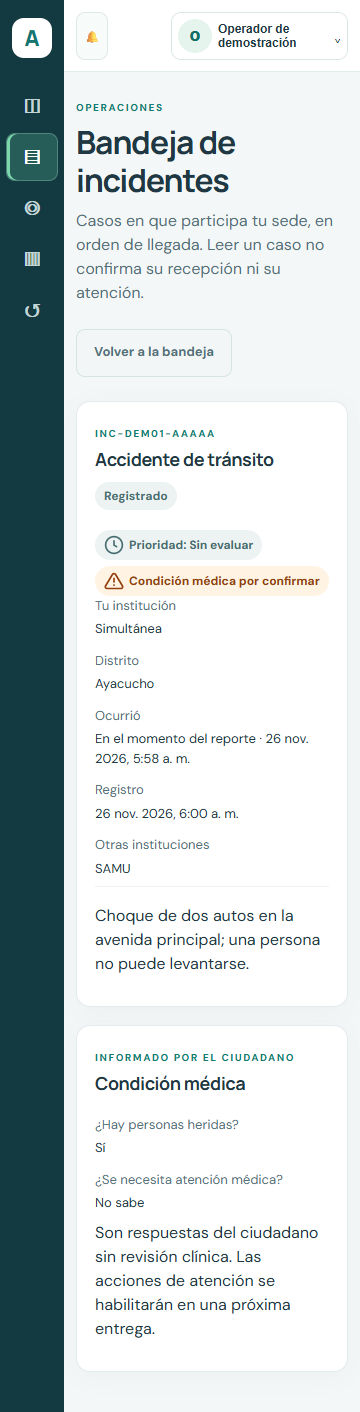 A
O
Operador de
demostración
OPERACIONES
Bandeja de
incidentes
Casos en que participa tu sede, en
orden de llegada. Leer un caso no
confirma su recepción ni su
atención.
Volver a la bandeja
INC-DEM01-AAAAA
Accidente de tránsito
Registrado
Prioridad: Sin evaluar
Condición médica por confirmar
Tu institución
Simultánea
Distrito
Ayacucho
Ocurrió
En el momento del reporte · 26 nov.
2026, 5:58 a. m.
Registro
26 nov. 2026, 6:00 a. m.
Otras instituciones
SAMU
Choque de dos autos en la
avenida principal; una persona
no puede levantarse.
INFORMADO POR EL CIUDADANO
Condición médica
¿Hay personas heridas?
Sí
¿Se necesita atención médica?
No sabe
Son respuestas del ciudadano
sin revisión clínica. Las
acciones de atención se
habilitarán en una próxima
entrega.